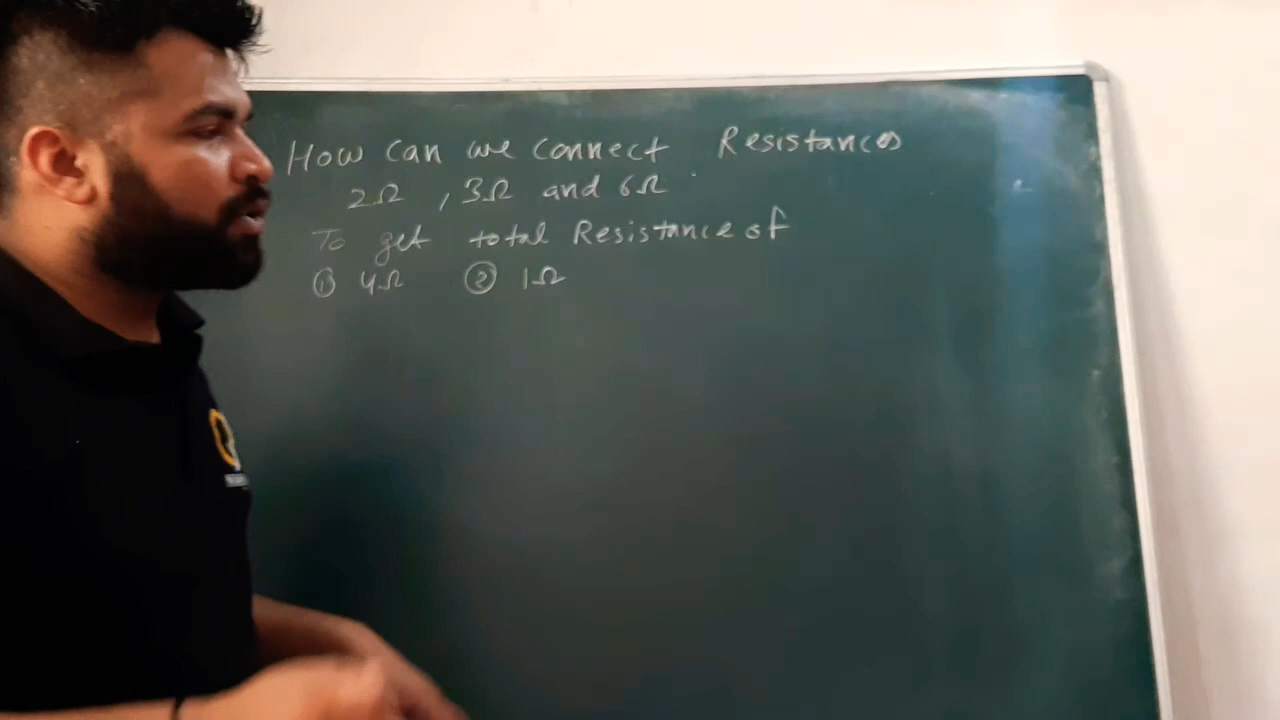 How can we connect Resistances
2Ω , 3Ω and 6Ω
To get total Resistance of
① 4Ω ② 1Ω